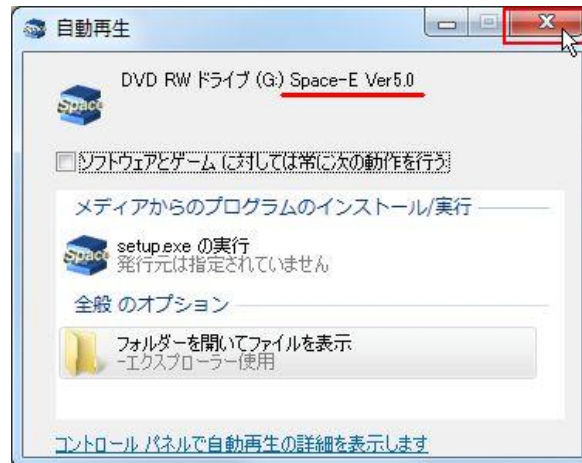 自動再生
DVD RW ドライブ (G:) Space-E Ver5.0
Space
ソフトウェアとゲーム に対しては常に次の動作を行う:
メディアからのプログラムのインストール/実行
Space
setup.exe の実行
発行元は指定されていません
全般 のオプション
フォルダーを開いてファイルを表示
-エクスプローラー使用
コントロール パネルで自動再生の詳細を表示します